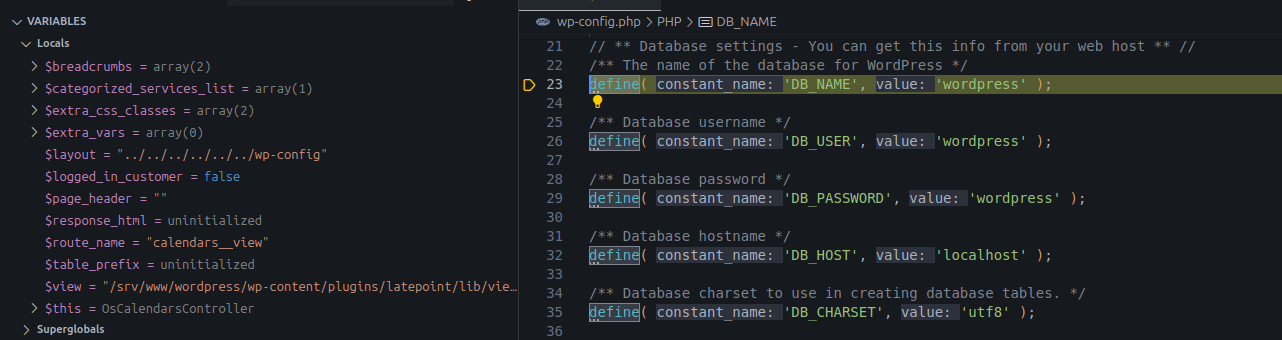 VARIABLES
Locals
$breadcrumbs = array(2)
$categorized_services_list = array(1)
$extra_css_classes = array(2)
$extra_vars = array(0)
$layout = "../../../../../../wp-config"
$logged_in_customer = false
$page_header = ""
$response_html = uninitialized
$route_name = "calendars__view"
$table_prefix = uninitialized
$view = "/srv/www/wordpress/wp-content/plugins/latepoint/lib/vie...
$this = OsCalendarsController
Superglobals
wp-config.php > PHP > DB_NAME
21 // ** Database settings - You can get this info from your web host ** //
22 /** The name of the database for WordPress */
23 define( constant_name: 'DB_NAME', value: 'wordpress' );
24
25 /** Database username */
26 define( constant_name: 'DB_USER', value: 'wordpress' );
27
28 /** Database password */
29 define( constant_name: 'DB_PASSWORD', value: 'wordpress' );
30
31 /** Database hostname */
32 define( constant_name: 'DB_HOST', value: 'localhost' );
33
34 /** Database charset to use in creating database tables. */
35 define( constant_name: 'DB_CHARSET', value: 'utf8' );
36